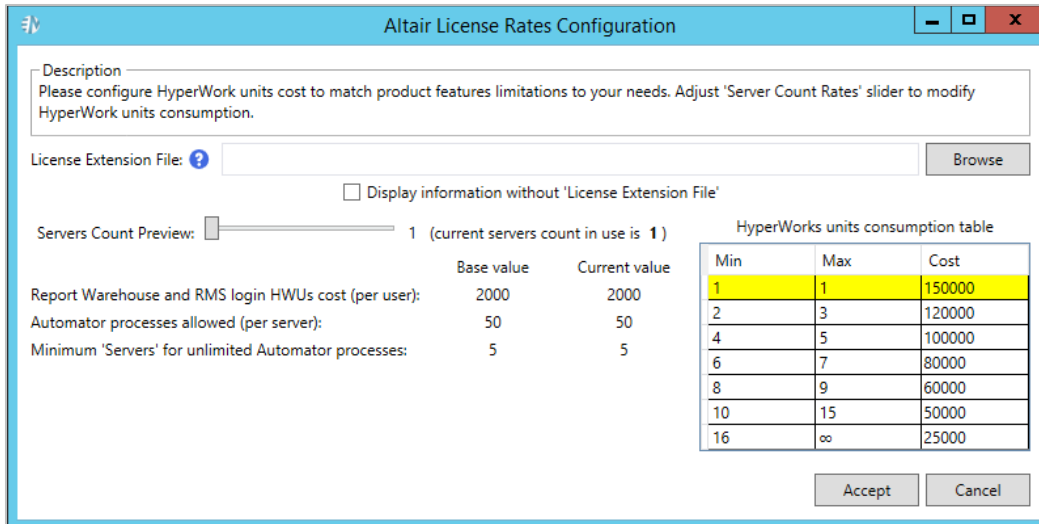 Altair License Rates Configuration
Description
Please configure HyperWork units cost to match product features limitations to your needs. Adjust 'Server Count Rates' slider to modify
HyperWork units consumption.
License Extension File: ? Browse
Display information without 'License Extension File'
Servers Count Preview: 1 (current servers count in use is 1 )
HyperWorks units consumption table
Base value Current value
Report Warehouse and RMS login HWUs cost (per user): 2000 2000
Automator processes allowed (per server): 50 50
Minimum 'Servers' for unlimited Automator processes: 5 5
Min Max Cost
1 1 150000
2 3 120000
4 5 100000
6 7 80000
8 9 60000
10 15 50000
16 ∞ 25000
Accept Cancel